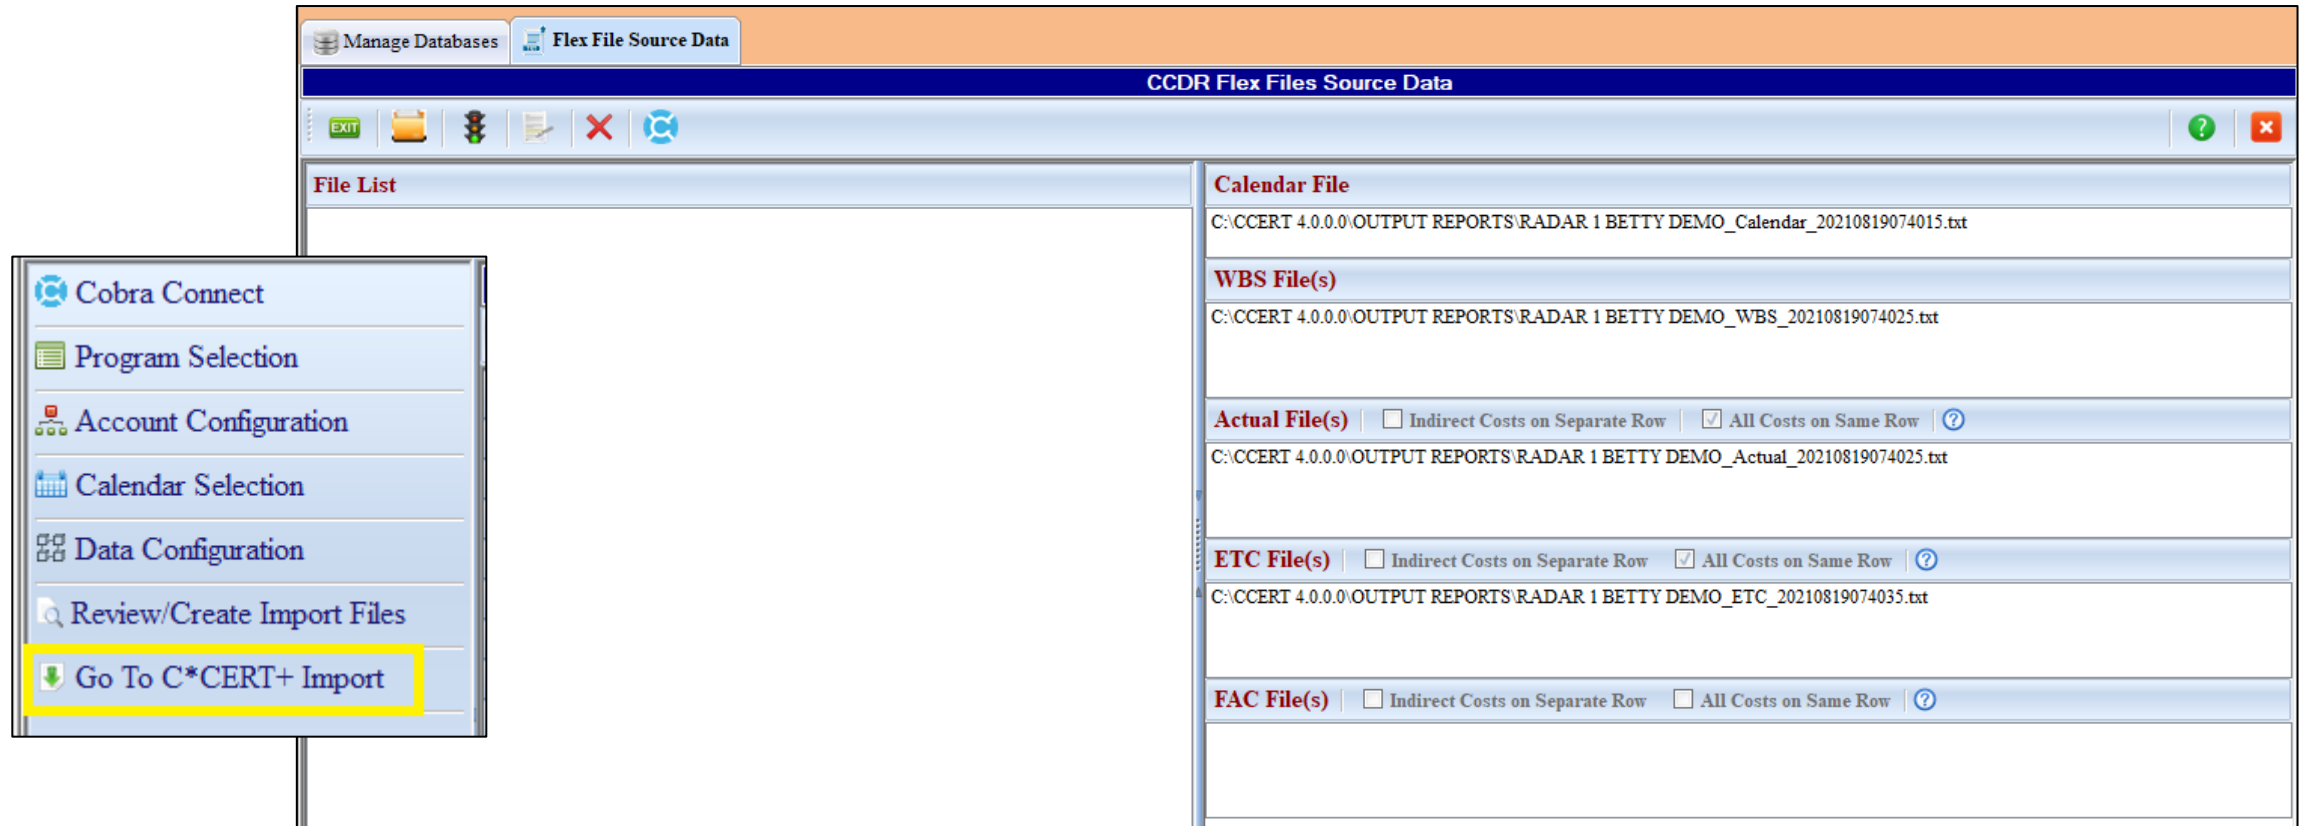 Manage Databases
Flex File Source Data
CCDR Flex Files Source Data
EXIT
File List
Calendar File
C:\CCERT 4.0.0.0\OUTPUT REPORTS\RADAR 1 BETTY DEMO_Calendar_20210819074015.txt
WBS File(s)
C:\CCERT 4.0.0.0\OUTPUT REPORTS\RADAR 1 BETTY DEMO_WBS_20210819074025.txt
Actual File(s) Indirect Costs on Separate Row All Costs on Same Row
C:\CCERT 4.0.0.0\OUTPUT REPORTS\RADAR 1 BETTY DEMO_Actual_20210819074025.txt
ETC File(s) Indirect Costs on Separate Row All Costs on Same Row
C:\CCERT 4.0.0.0\OUTPUT REPORTS\RADAR 1 BETTY DEMO_ETC_20210819074035.txt
FAC File(s) Indirect Costs on Separate Row All Costs on Same Row
Cobra Connect
Program Selection
Account Configuration
Calendar Selection
Data Configuration
Review/Create Import Files
Go To C*CERT+ Import